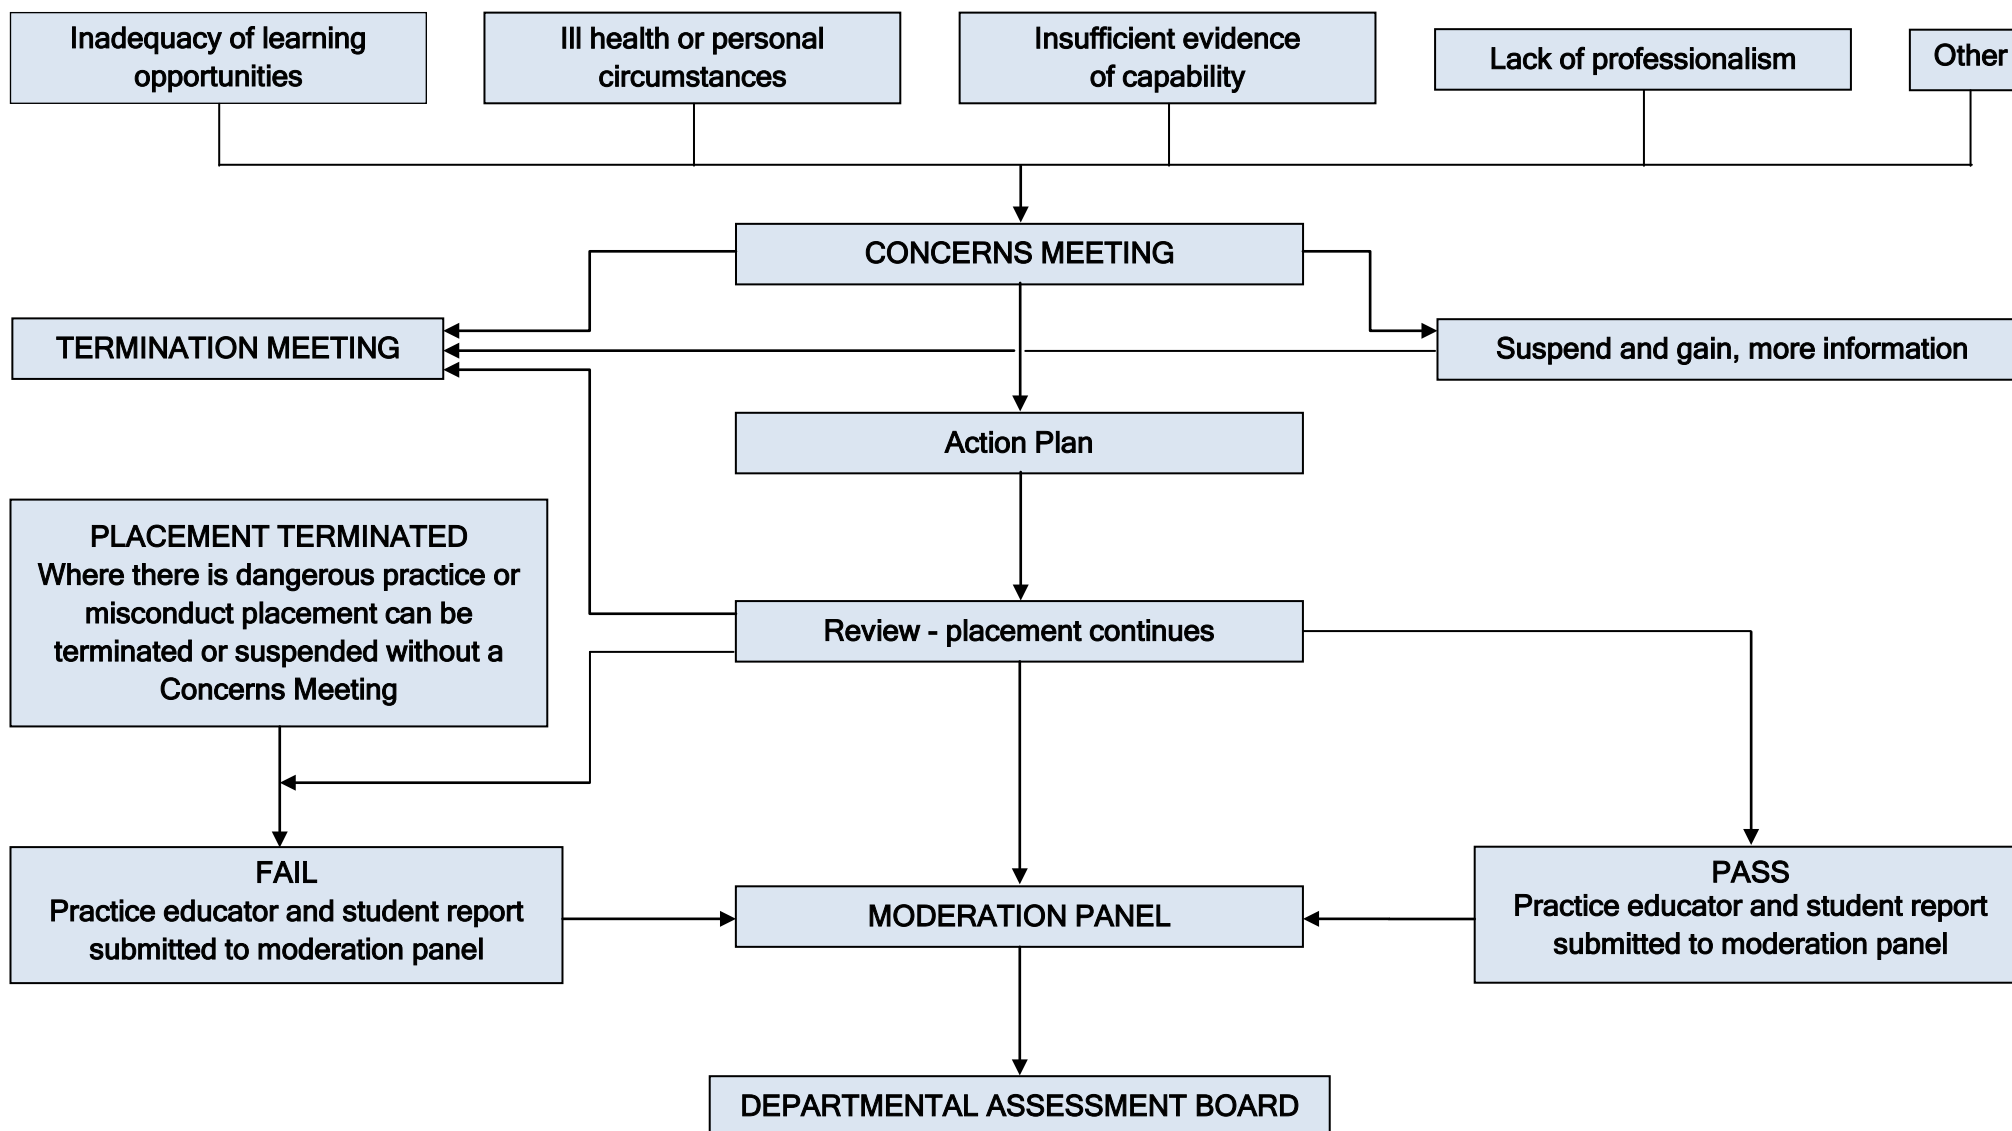 Inadequacy of learning
opportunities
Ill health or personal
circumstances
Insufficient evidence
of capability
Lack of professionalism
Other
CONCERNS MEETING
TERMINATION MEETING
Suspend and gain, more information
Action Plan
PLACEMENT TERMINATED
Where there is dangerous practice or
misconduct placement can be
terminated or suspended without a
Concerns Meeting
Review - placement continues
FAIL
Practice educator and student report
submitted to moderation panel
MODERATION PANEL
PASS
Practice educator and student report
submitted to moderation panel
DEPARTMENTAL ASSESSMENT BOARD